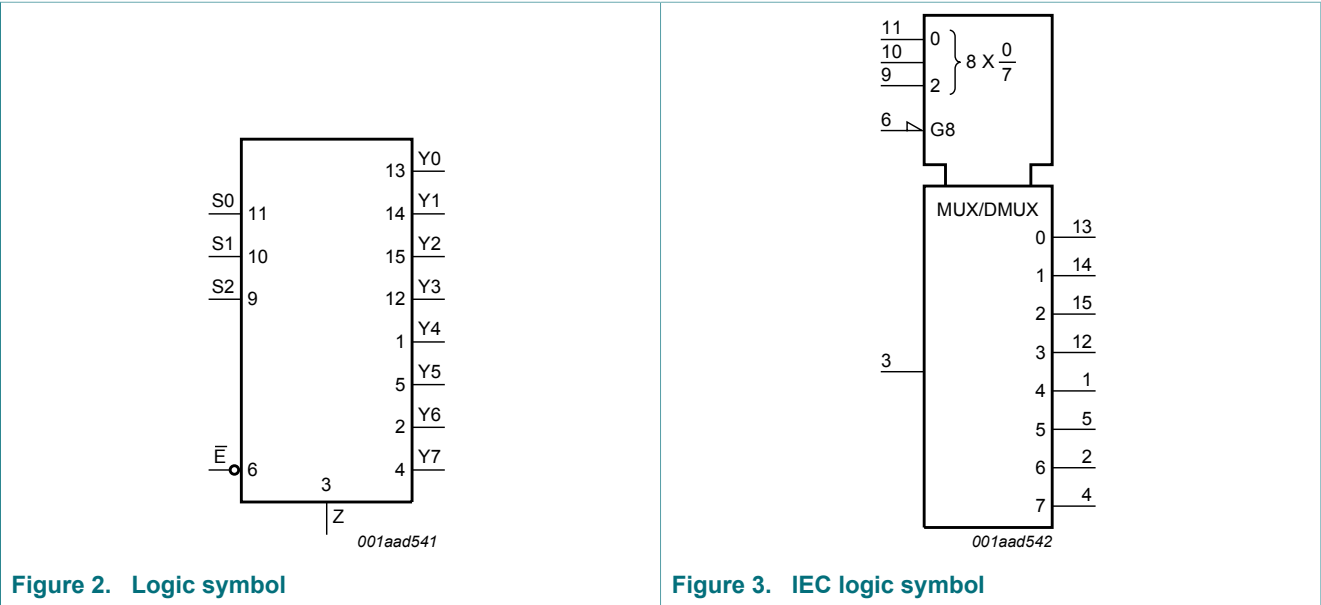 13 Y0
S0 11 14 Y1
S1 10 15 Y2
S2 9 12 Y3
1 Y4
5 Y5
2 Y6
E̅ 6 4 Y7
3
Z
001aad541
Figure 2. Logic symbol
11 0
10 8 X 0/7
9 2
6 G8
MUX/DMUX
0 13
1 14
2 15
3 12
3
4 1
5 5
6 2
7 4
001aad542
Figure 3. IEC logic symbol